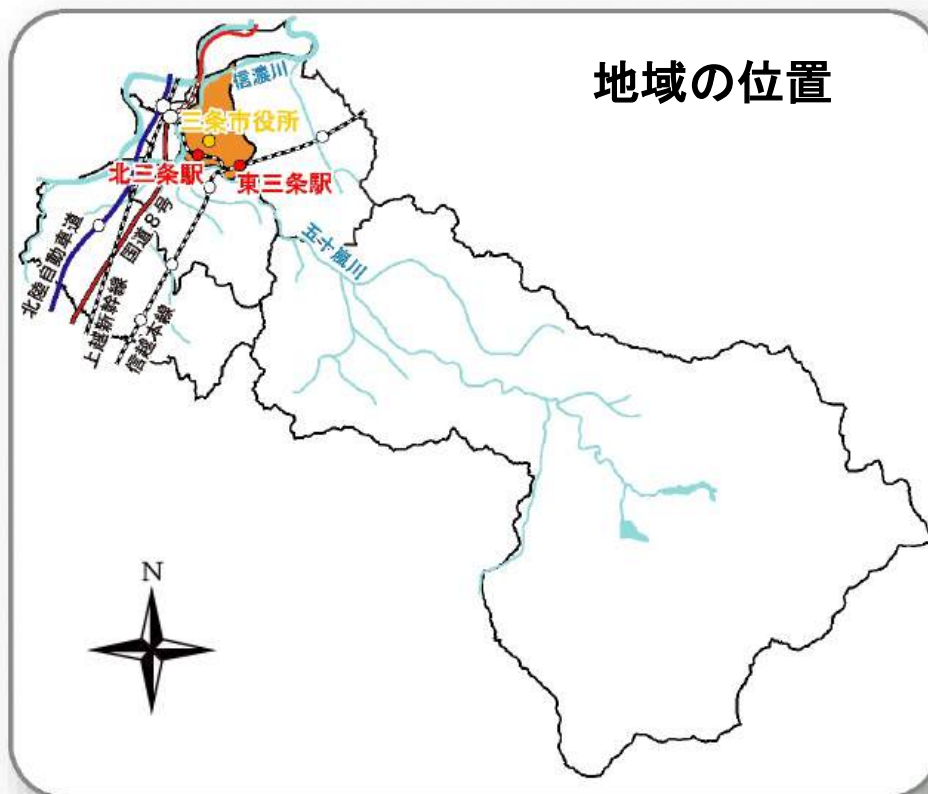 地域の位置
信濃川
三条市役所
北三条駅
東三条駅
五十嵐川
北陸自動車道
国道8号
上越新幹線
信越本線
N